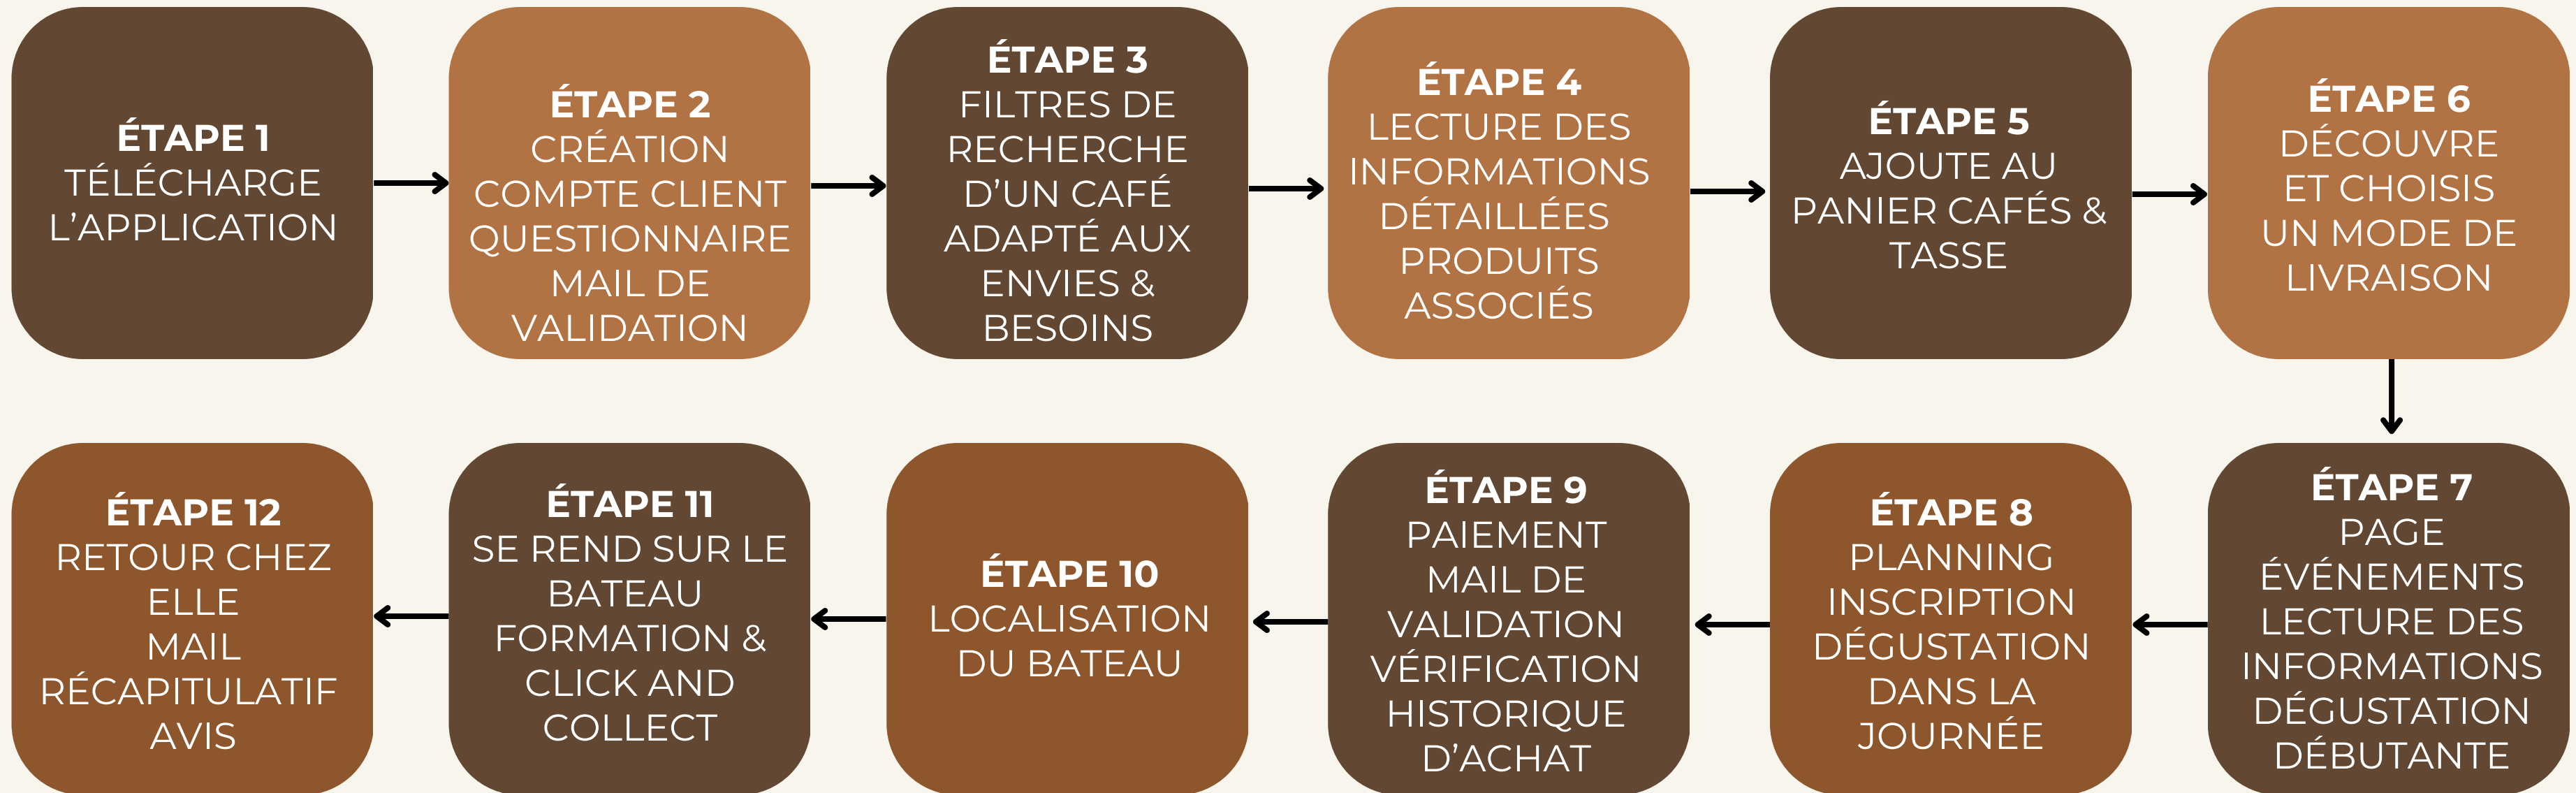 ÉTAPE 1
TÉLÉCHARGE
L'APPLICATION
ÉTAPE 2
CRÉATION
COMPTE CLIENT
QUESTIONNAIRE
MAIL DE
VALIDATION
ÉTAPE 3
FILTRES DE
RECHERCHE
D'UN CAFÉ
ADAPTÉ AUX
ENVIES &
BESOINS
ÉTAPE 4
LECTURE DES
INFORMATIONS
DÉTAILLÉES
PRODUITS
ASSOCIÉS
ÉTAPE 5
AJOUTE AU
PANIER CAFÉS &
TASSE
ÉTAPE 6
DÉCOUVRE
ET CHOISIS
UN MODE DE
LIVRAISON
ÉTAPE 7
PAGE
ÉVÉNEMENTS
LECTURE DES
INFORMATIONS
DÉGUSTATION
DÉBUTANTE
ÉTAPE 8
PLANNING
INSCRIPTION
DÉGUSTATION
DANS LA
JOURNÉE
ÉTAPE 9
PAIEMENT
MAIL DE
VALIDATION
VÉRIFICATION
HISTORIQUE
D'ACHAT
ÉTAPE 10
LOCALISATION
DU BATEAU
ÉTAPE 11
SE REND SUR LE
BATEAU
FORMATION &
CLICK AND
COLLECT
ÉTAPE 12
RETOUR CHEZ
ELLE
MAIL
RÉCAPITULATIF
AVIS